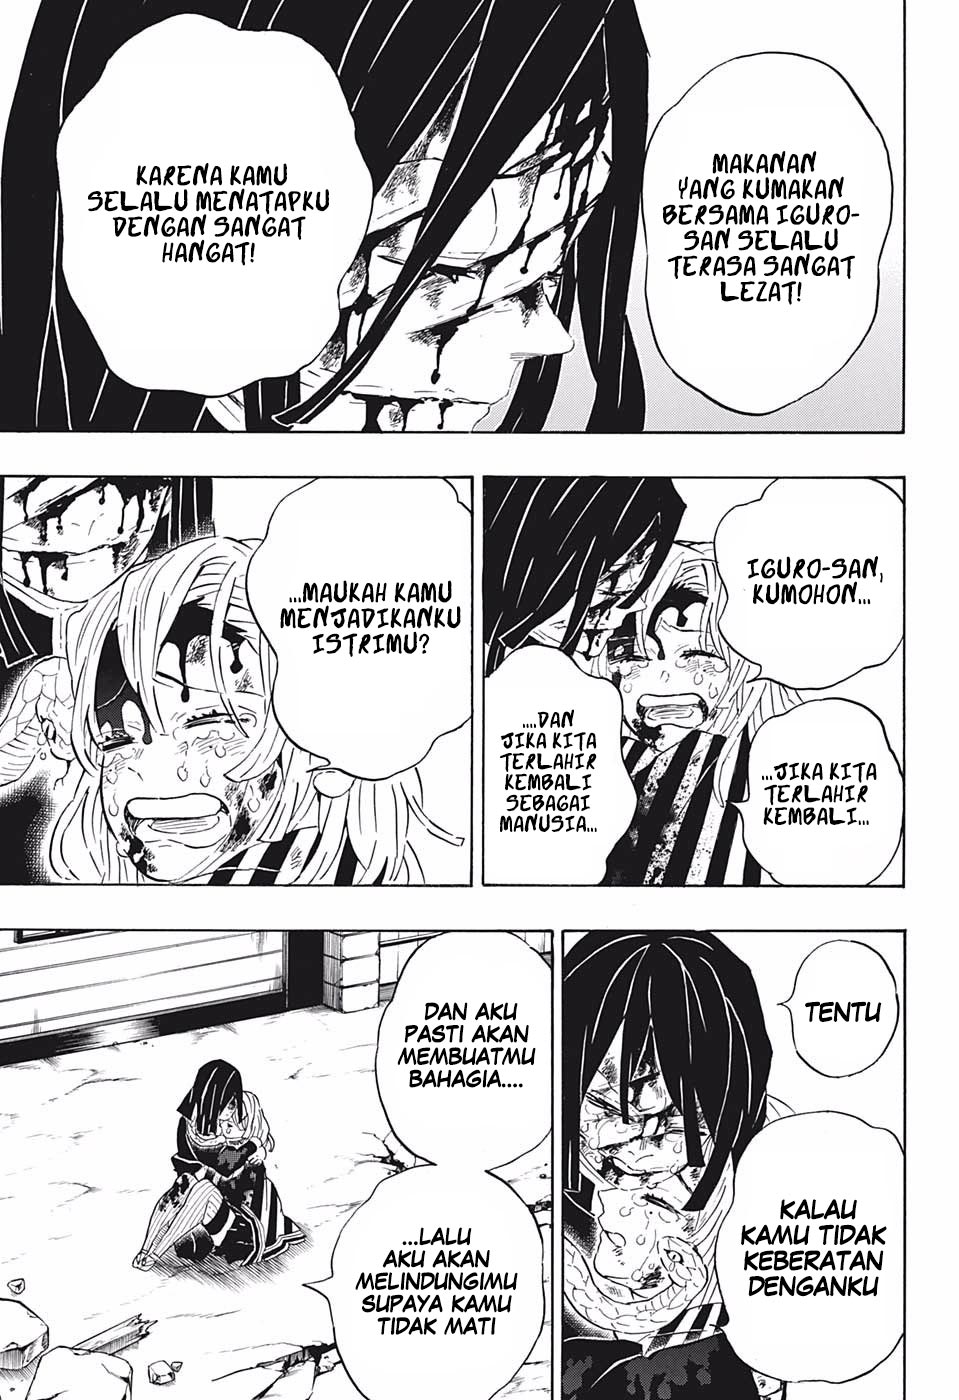 MAKANAN
YANG KUMAKAN
BERSAMA IGURO-
SAN SELALU
TERASA SANGAT
LEZAT!
KARENA KAMU
SELALU MENATAPKU
DENGAN SANGAT
HANGAT!
IGURO-SAN,
KUMOHON...
...JIKA KITA
TERLAHIR
KEMBALI...
....DAN
JIKA KITA
TERLAHIR
KEMBALI
SEBAGAI
MANUSIA...
...MAUKAH KAMU
MENJADIKANKU
ISTRIMU?
TENTU
KALAU
KAMU TIDAK
KEBERATAN
DENGANKU
DAN AKU
PASTI AKAN
MEMBUATMU
BAHAGIA....
...LALU
AKU AKAN
MELINDUNGIMU
SUPAYA KAMU
TIDAK MATI